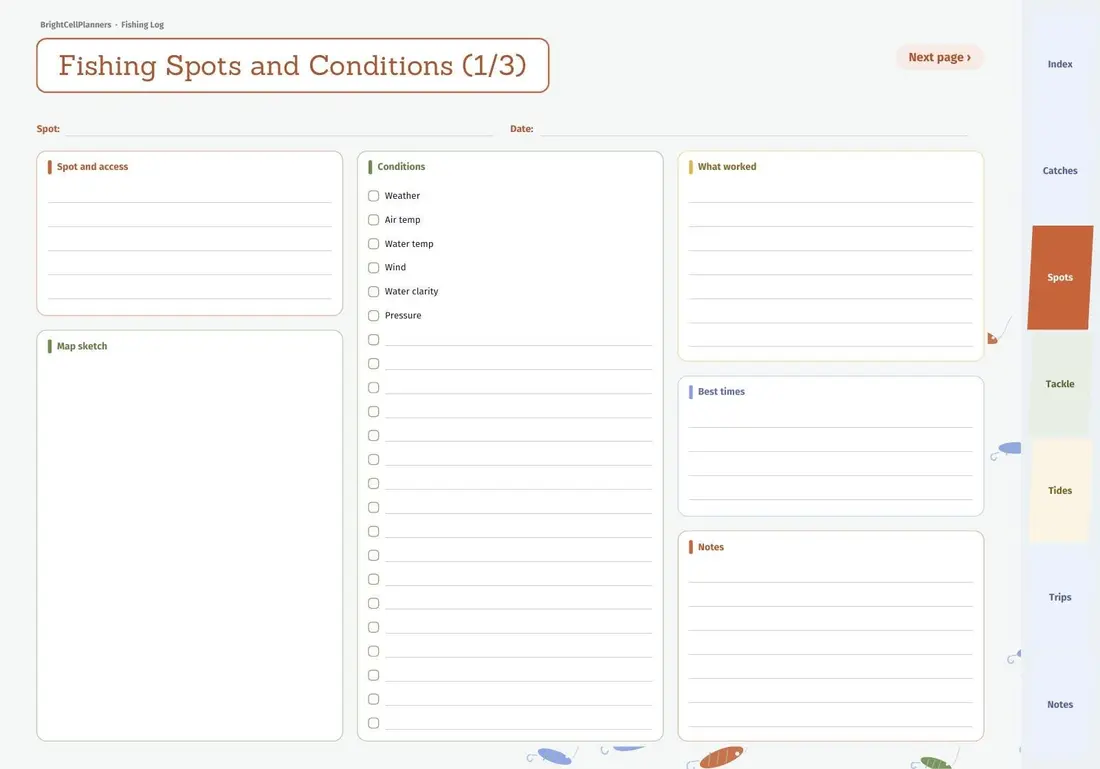 BrightCellPlanners · Fishing Log
Fishing Spots and Conditions (1/3)
Next page ›
Spot:
Date:
Spot and access
Map sketch
Conditions
Weather
Air temp
Water temp
Wind
Water clarity
Pressure
What worked
Best times
Notes
Index
Catches
Spots
Tackle
Tides
Trips
Notes